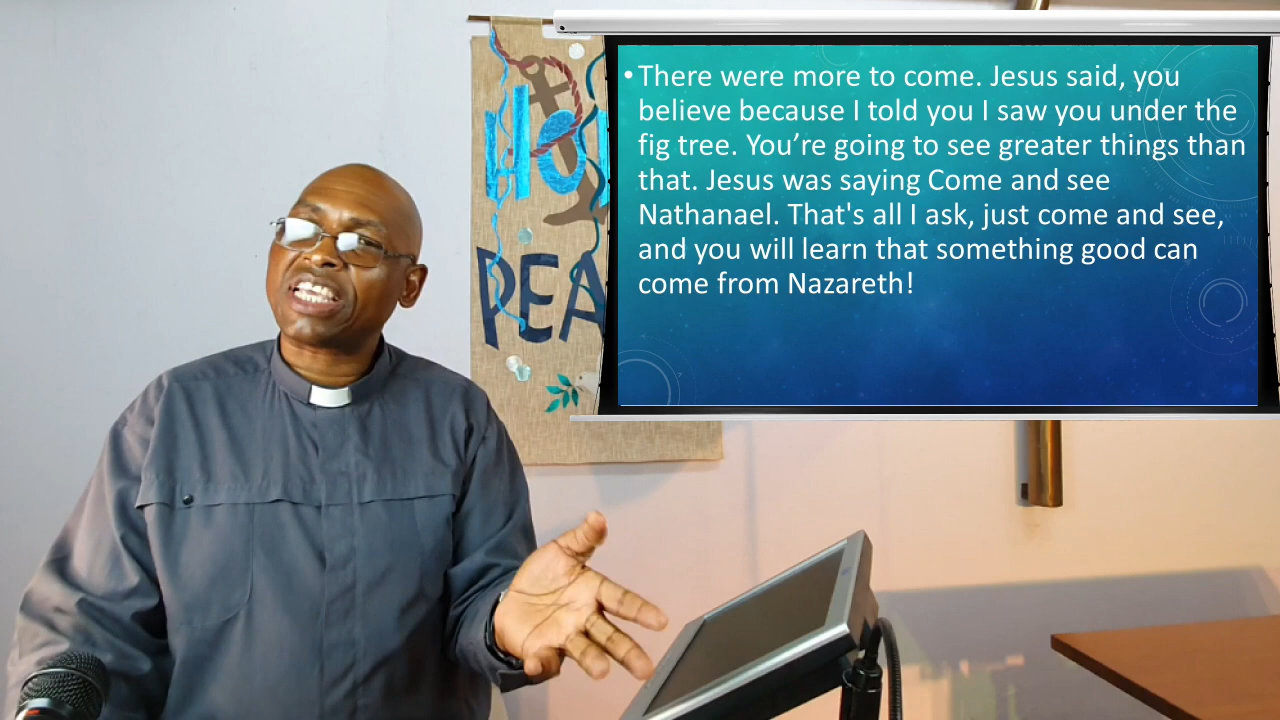 • There were more to come. Jesus said, you
believe because I told you I saw you under the
fig tree. You’re going to see greater things than
that. Jesus was saying Come and see
Nathanael. That's all I ask, just come and see,
and you will learn that something good can
come from Nazareth!